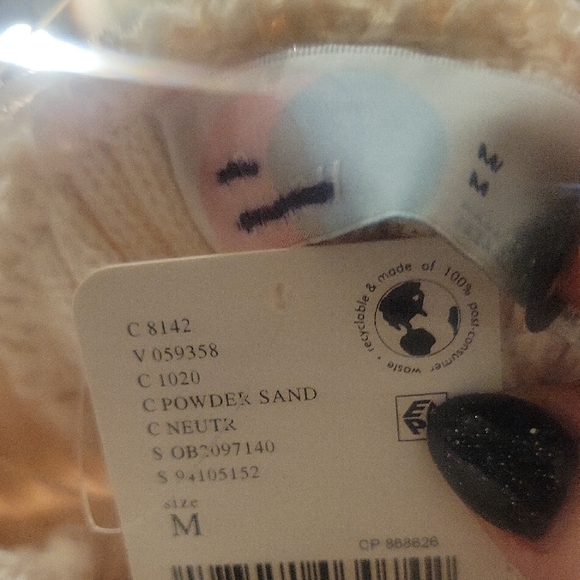 M
M
recyclable & made of 100% post-consumer waste •
C 8142
V 059358
C 1020
C POWDER SAND
C NEUTR
S OB2097140
S 94105152
size
M
CP 868626